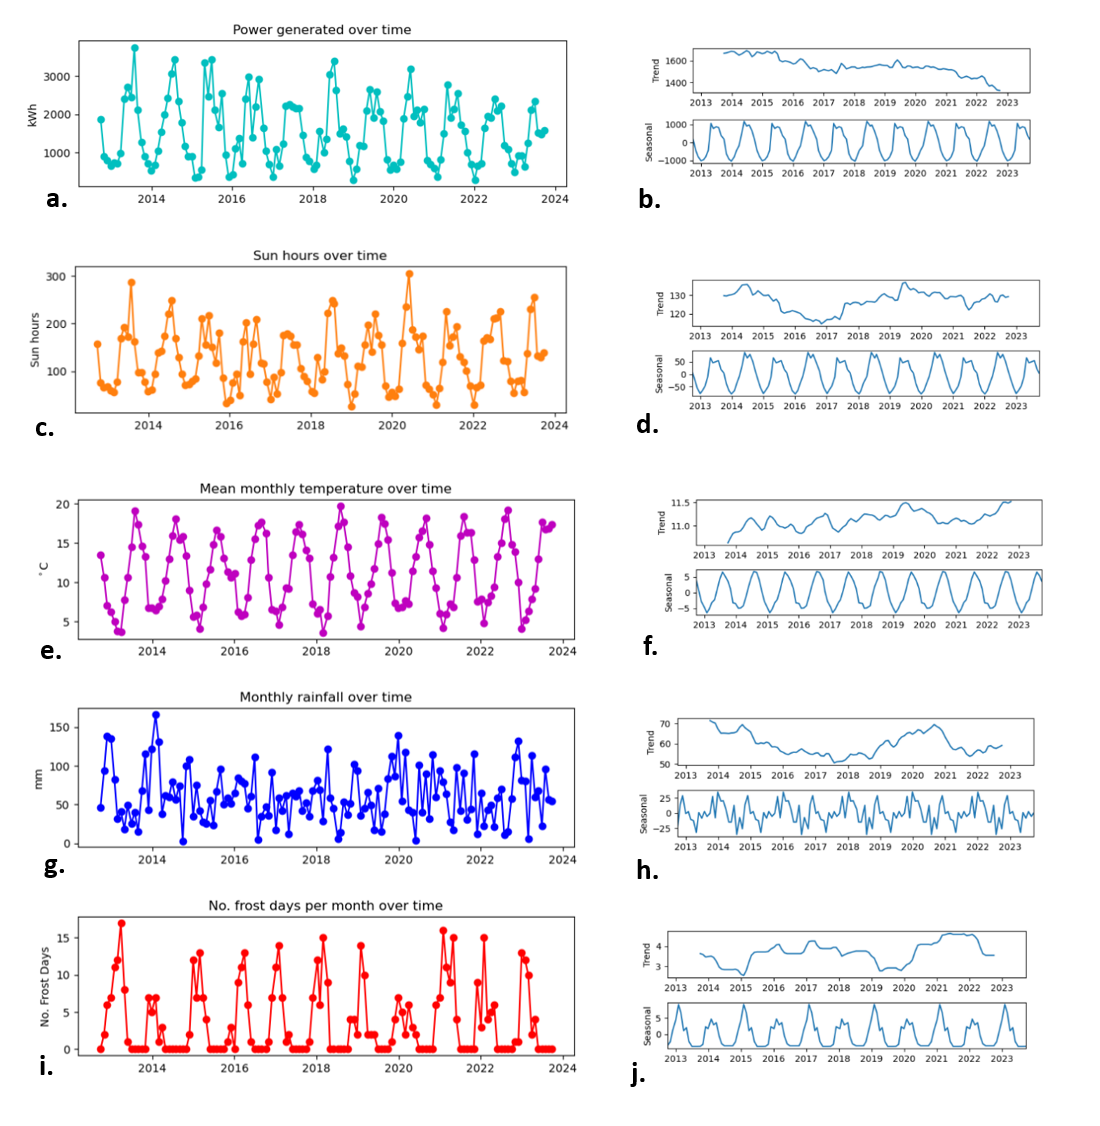 Power generated over time
kWh
3000
2000
1000
2014 2016 2018 2020 2022 2024
a.
Trend
1600
1400
2013 2014 2015 2016 2017 2018 2019 2020 2021 2022 2023
Seasonal
1000
0
−1000
2013 2014 2015 2016 2017 2018 2019 2020 2021 2022 2023
b.
Sun hours over time
Sun hours
300
200
100
2014 2016 2018 2020 2022 2024
c.
Trend
130
120
2013 2014 2015 2016 2017 2018 2019 2020 2021 2022 2023
Seasonal
50
0
−50
2013 2014 2015 2016 2017 2018 2019 2020 2021 2022 2023
d.
Mean monthly temperature over time
°C
20
15
10
5
2014 2016 2018 2020 2022 2024
e.
Trend
11.5
11.0
2013 2014 2015 2016 2017 2018 2019 2020 2021 2022 2023
Seasonal
5
0
−5
2013 2014 2015 2016 2017 2018 2019 2020 2021 2022 2023
f.
Monthly rainfall over time
mm
150
100
50
0
2014 2016 2018 2020 2022 2024
g.
Trend
70
60
50
2013 2014 2015 2016 2017 2018 2019 2020 2021 2022 2023
Seasonal
25
0
−25
2013 2014 2015 2016 2017 2018 2019 2020 2021 2022 2023
h.
No. frost days per month over time
No. Frost Days
15
10
5
0
2014 2016 2018 2020 2022 2024
i.
Trend
4
3
2013 2014 2015 2016 2017 2018 2019 2020 2021 2022 2023
Seasonal
5
0
2013 2014 2015 2016 2017 2018 2019 2020 2021 2022 2023
j.